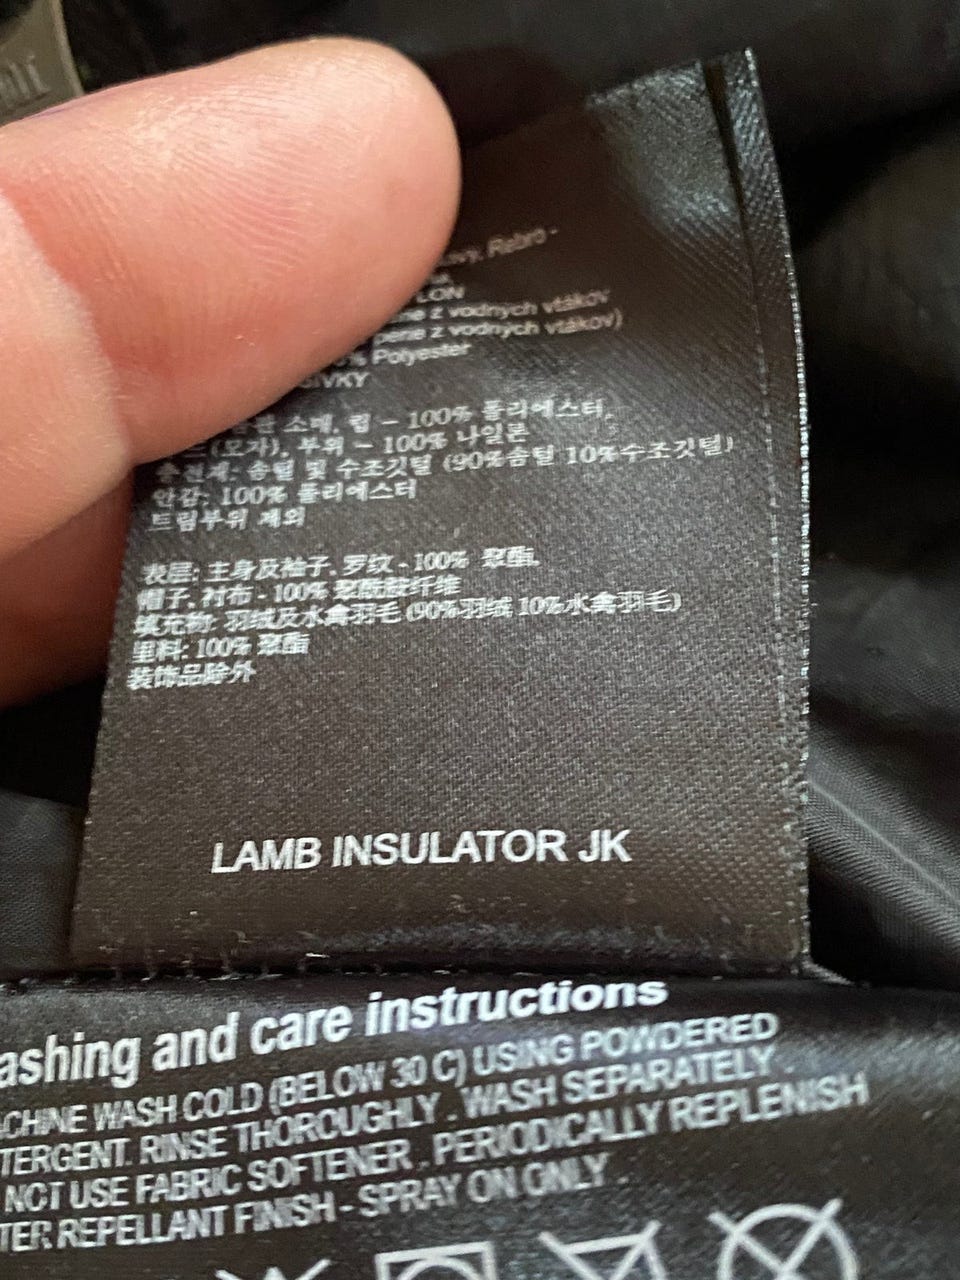 Rebro -
LON
z vodných vtákov
z vodných vtákov)
% Polyester
소매, 립 – 100% 폴리에스터,
(모자), 부위 – 100% 나일론
충전재: 솜털 및 수조깃털 (90%솜털 10%수조깃털)
안감: 100% 폴리에스터
트림부위 제외
表层: 主身及袖子, 罗纹 - 100% 聚酯,
帽子, 衬布 - 100% 聚酰胺纤维
填充物: 羽绒及水禽羽毛 (90%羽绒 10%水禽羽毛)
里料: 100% 聚酯
装饰品除外
LAMB INSULATOR JK
ashing and care instructions
CHINE WASH COLD (BELOW 30 C) USING POWDERED
TERGENT. RINSE THOROUGHLY . WASH SEPARATELY .
NOT USE FABRIC SOFTENER . PERIODICALLY REPLENISH
TER REPELLANT FINISH - SPRAY ON ONLY .